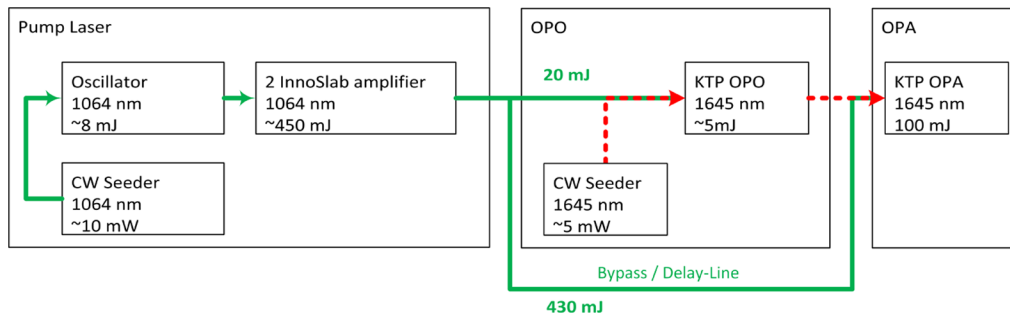 Pump Laser
Oscillator
1064 nm
~8 mJ
2 InnoSlab amplifier
1064 nm
~450 mJ
CW Seeder
1064 nm
~10 mW
OPO
20 mJ
KTP OPO
1645 nm
~5mJ
CW Seeder
1645 nm
~5 mW
OPA
KTP OPA
1645 nm
100 mJ
Bypass / Delay-Line
430 mJ